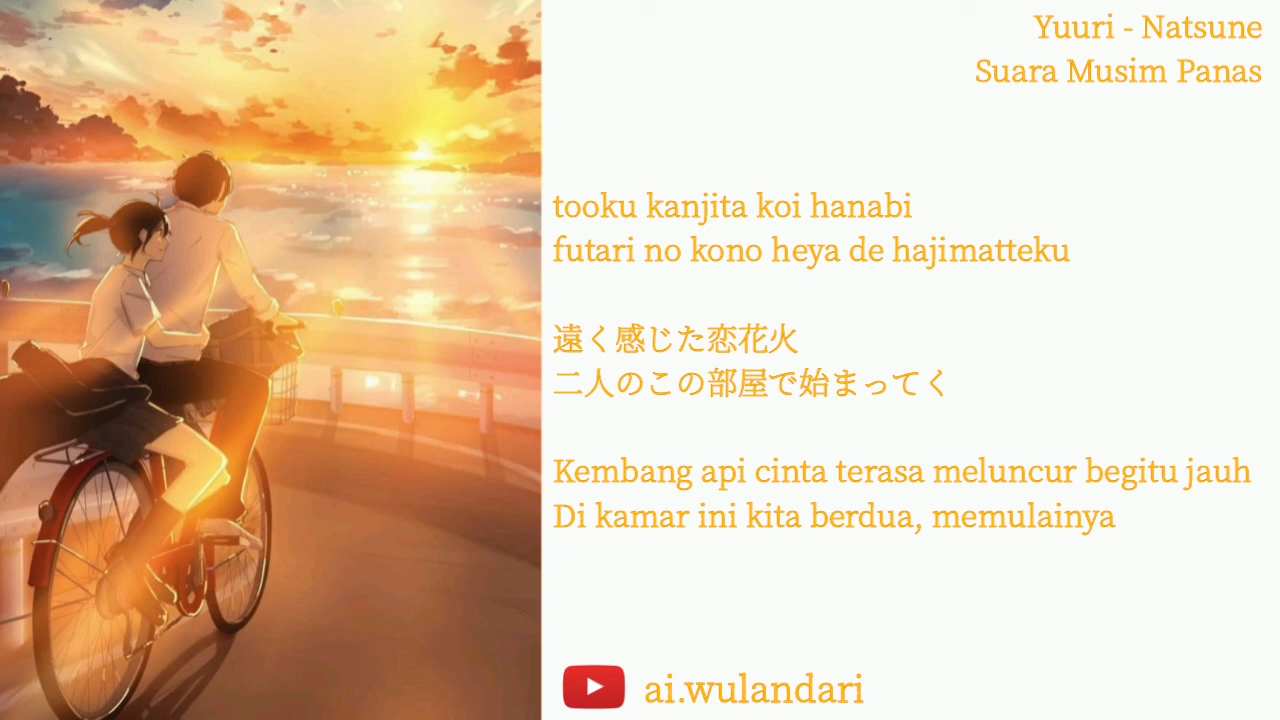 Yuuri - Natsune
Suara Musim Panas
tooku kanjita koi hanabi
futari no kono heya de hajimatteku
遠く感じた恋花火
二人のこの部屋で始まってく
Kembang api cinta terasa meluncur begitu jauh
Di kamar ini kita berdua, memulainya
ai.wulandari